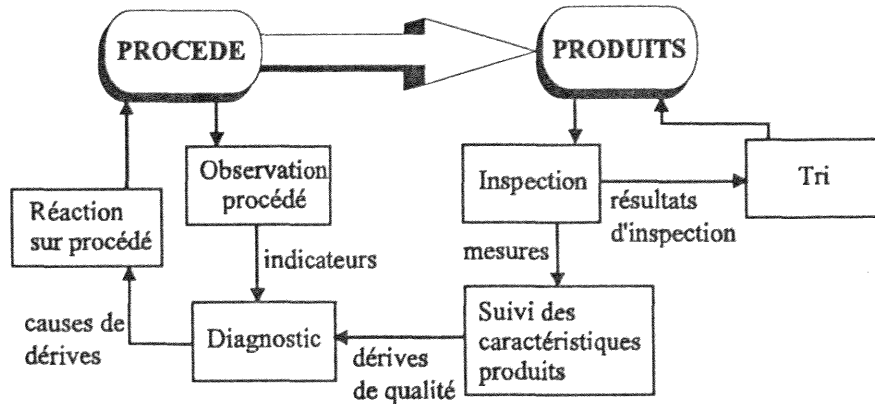 PROCEDE
PRODUITS
Observation
procédé
Inspection
Tri
Réaction
sur procédé
résultats
d'inspection
indicateurs
mesures
causes de
dérives
Diagnostic
dérives
de qualité
Suivi des
caractéristiques
produits